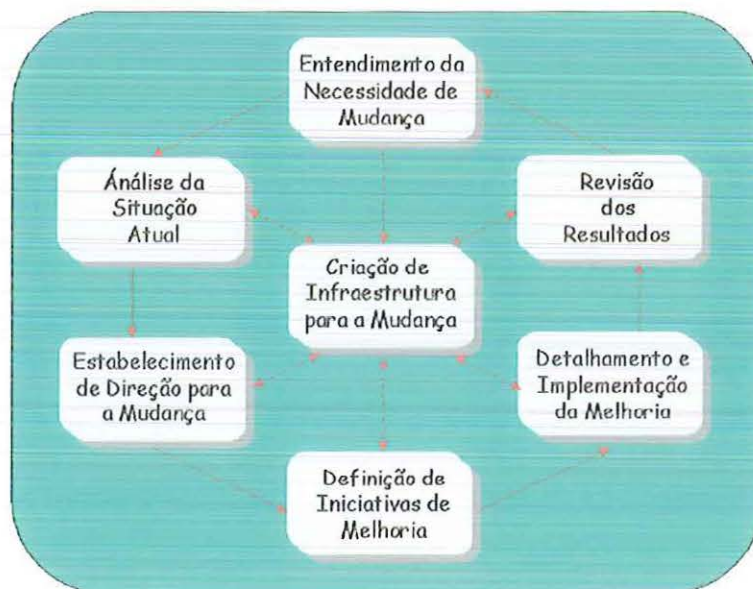 Entendimento da
Necessidade de
Mudança
Ánálise da
Situação
Atual
Revisão
dos
Resultados
Criação de
Infraestrutura
para a Mudança
Estabelecimento
de Direção para
a Mudança
Detalhamento e
Implementação
da Melhoria
Definição de
Iniciativas de
Melhoria